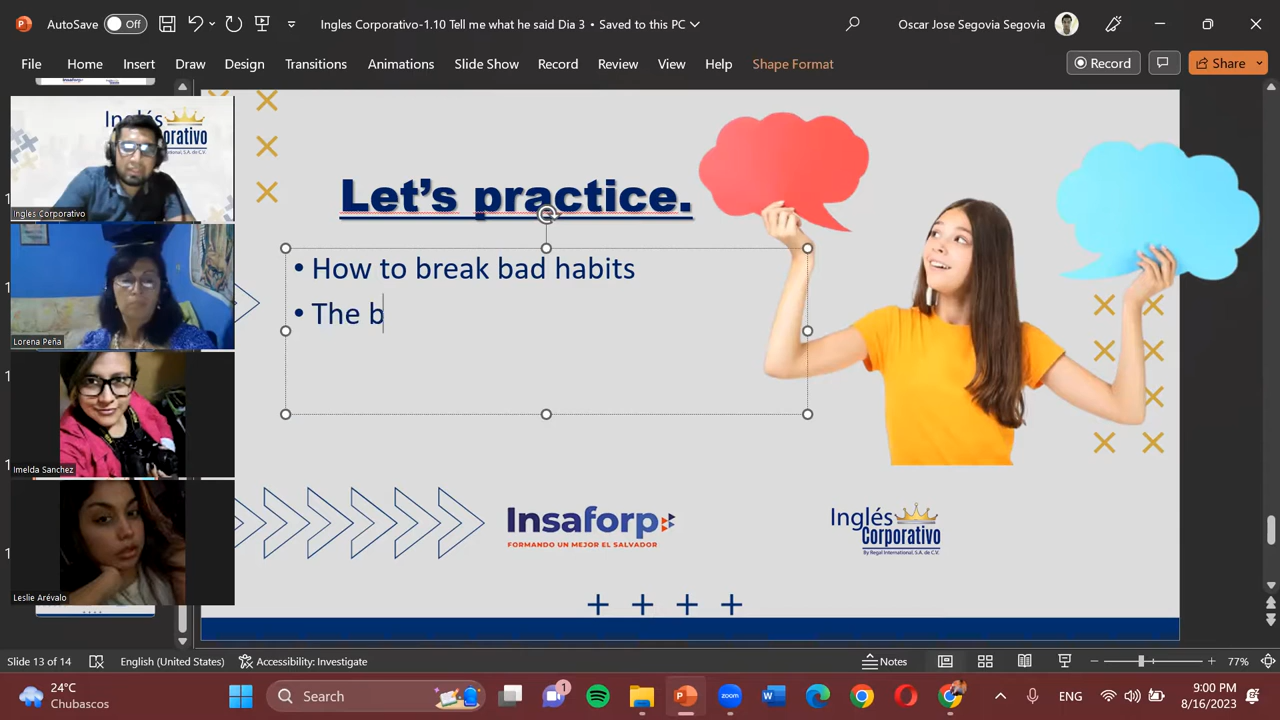 AutoSave Off Ingles Corporativo-1.10 Tell me what he said Dia 3 • Saved to this PC Oscar Jose Segovia Segovia
File Home Insert Draw Design Transitions Animations Slide Show Record Review View Help Shape Format Record Share
Inglés
Corporativo
Ingles Corporativo
Lorena Peña
Imelda Sanchez
Leslie Arévalo
Let's practice.
• How to break bad habits
• The b
Insaforp
FORMANDO UN MEJOR EL SALVADOR
Inglés
Corporativo
By Regal International, S.A. de C.V.
Slide 13 of 14 English (United States) Accessibility: Investigate Notes 77%
24°C
Chubascos
Search
1
ENG
9:00 PM
8/16/2023